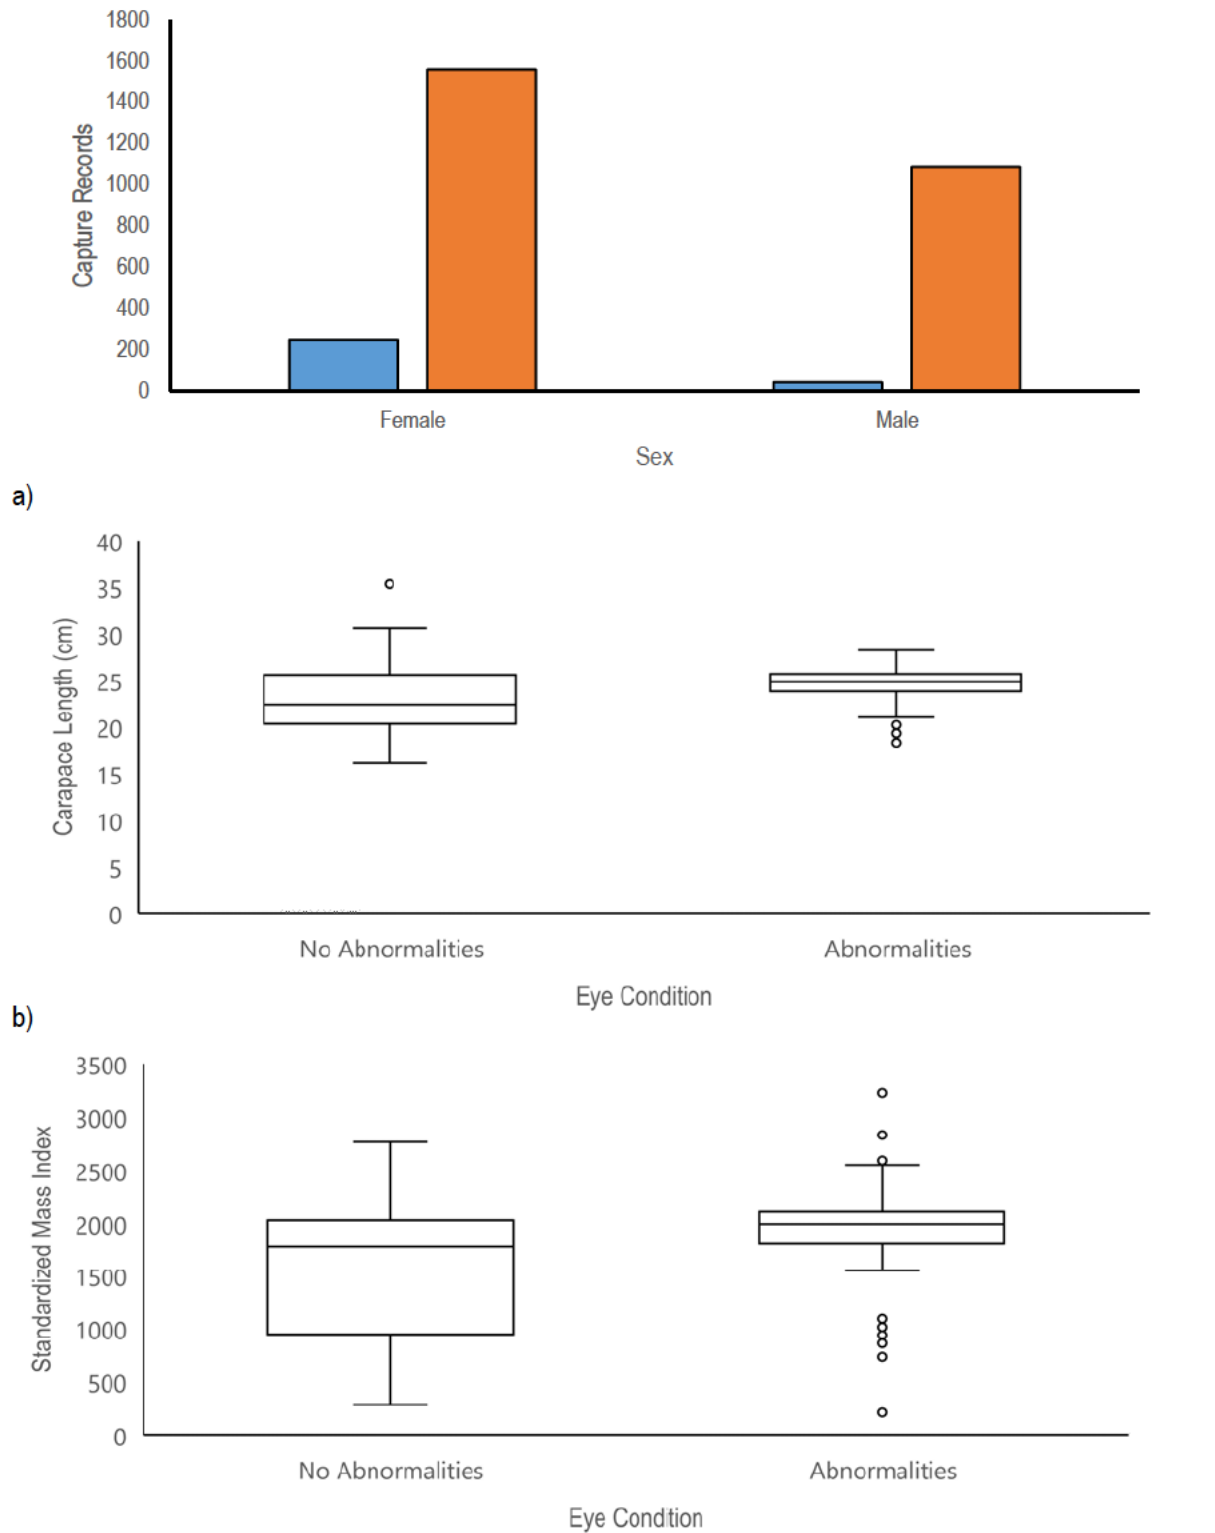 1800
1600
1400
1200
1000
800
600
400
200
0
Capture Records
Female
Male
Sex
a)
40
35
30
25
20
15
10
5
0
Carapace Length (cm)
No Abnormalities
Abnormalities
Eye Condition
b)
3500
3000
2500
2000
1500
1000
500
0
Standardized Mass Index
No Abnormalities
Abnormalities
Eye Condition